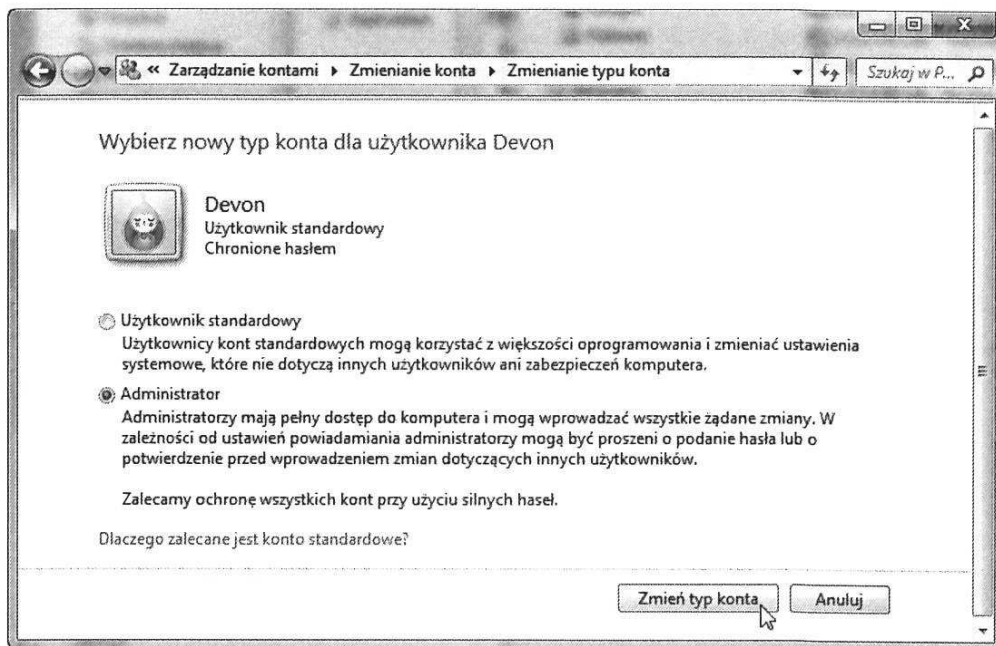 « Zarządzanie kontami ▸ Zmienianie konta ▸ Zmienianie typu konta
Szukaj w P...
Wybierz nowy typ konta dla użytkownika Devon
Devon
Użytkownik standardowy
Chronione hasłem
Użytkownik standardowy
Użytkownicy kont standardowych mogą korzystać z większości oprogramowania i zmieniać ustawienia
systemowe, które nie dotyczą innych użytkowników ani zabezpieczeń komputera.
Administrator
Administratorzy mają pełny dostęp do komputera i mogą wprowadzać wszystkie żądane zmiany. W
zależności od ustawień powiadamiania administratorzy mogą być proszeni o podanie hasła lub o
potwierdzenie przed wprowadzeniem zmian dotyczących innych użytkowników.
Zalecamy ochronę wszystkich kont przy użyciu silnych haseł.
Dlaczego zalecane jest konto standardowe?
Zmień typ konta
Anuluj